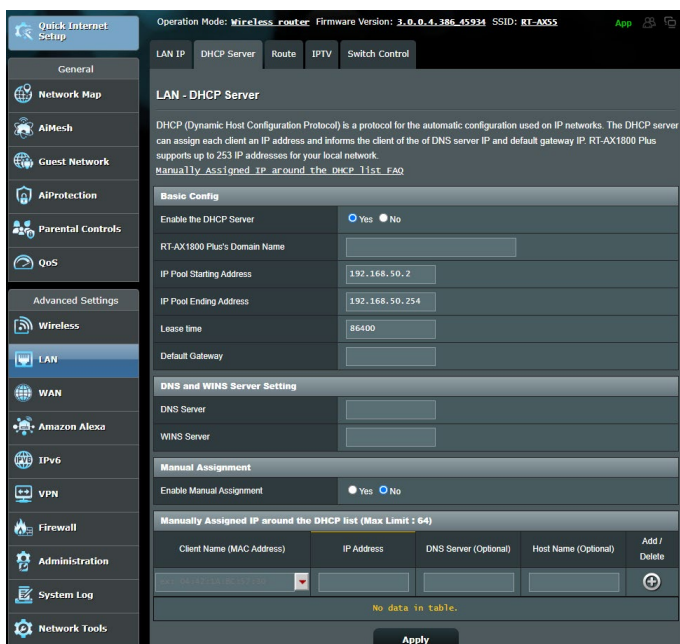 Quick Internet
Setup
General
Network Map
AiMesh
Guest Network
AiProtection
Parental Controls
QoS
Advanced Settings
Wireless
LAN
WAN
Amazon Alexa
IPv6
VPN
Firewall
Administration
System Log
Network Tools
Operation Mode: Wireless router Firmware Version: 3.0.0.4.386_45934 SSID: RT-AX55 App
LAN IP DHCP Server Route IPTV Switch Control
LAN - DHCP Server
DHCP (Dynamic Host Configuration Protocol) is a protocol for the automatic configuration used on IP networks. The DHCP server
can assign each client an IP address and informs the client of the of DNS server IP and default gateway IP. RT-AX1800 Plus
supports up to 253 IP addresses for your local network.
Manually Assigned IP around the DHCP list FAQ
Basic Config
Enable the DHCP Server Yes No
RT-AX1800 Plus's Domain Name
IP Pool Starting Address 192.168.50.2
IP Pool Ending Address 192.168.50.254
Lease time 86400
Default Gateway
DNS and WINS Server Setting
DNS Server
WINS Server
Manual Assignment
Enable Manual Assignment Yes No
Manually Assigned IP around the DHCP list (Max Limit : 64)
Client Name (MAC Address) IP Address DNS Server (Optional) Host Name (Optional) Add /
Delete
No data in table.
Apply